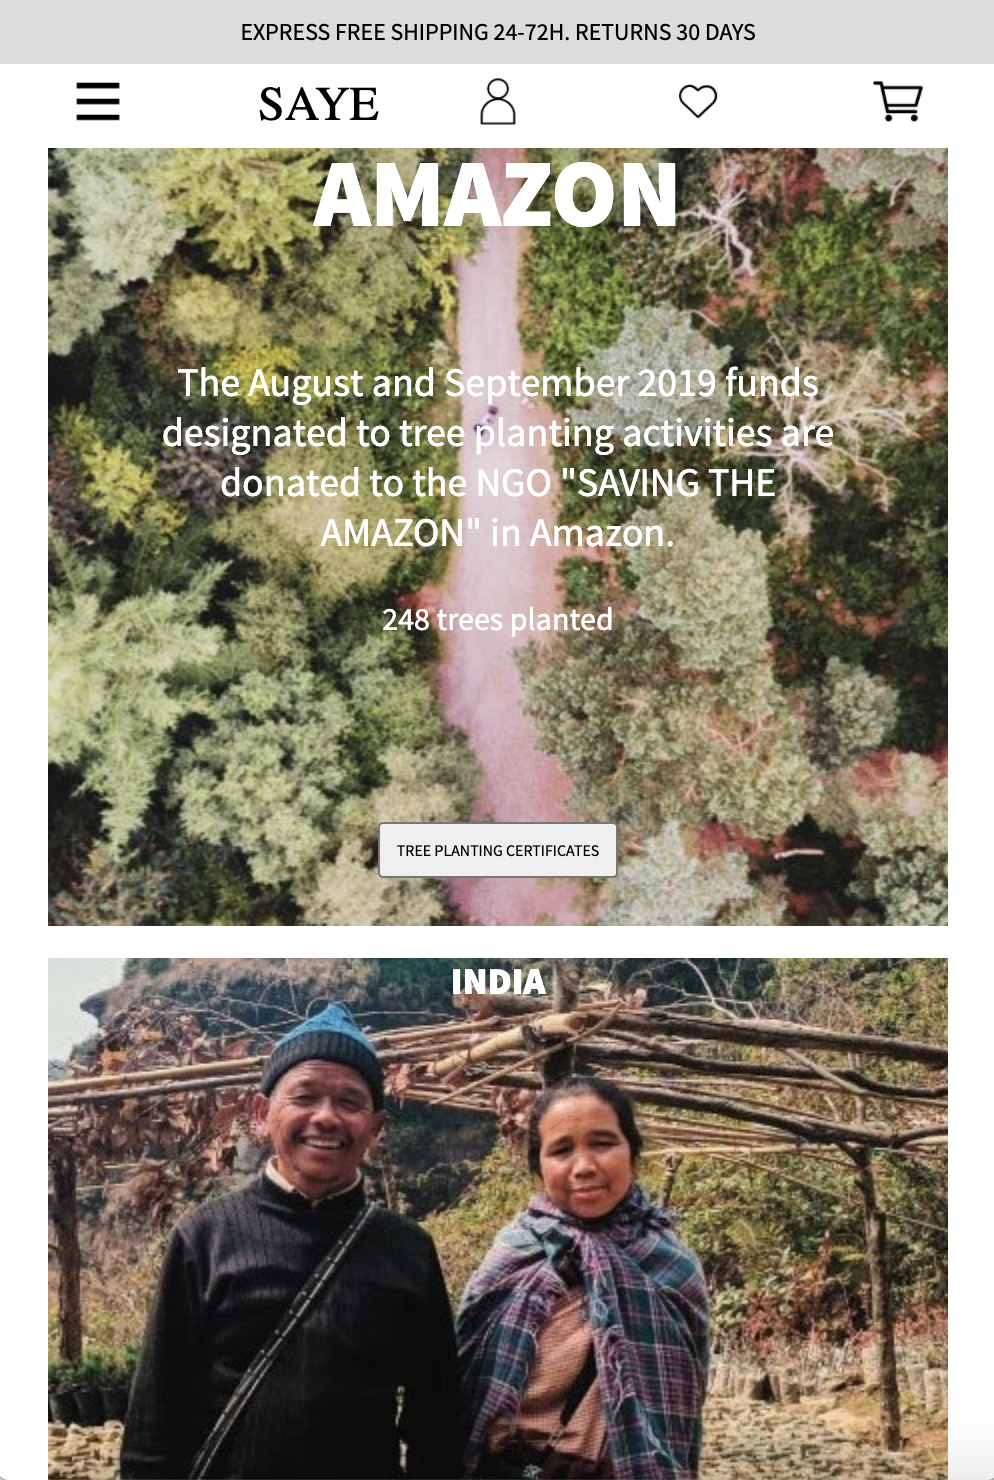 EXPRESS FREE SHIPPING 24-72H. RETURNS 30 DAYS
SAYE
AMAZON
The August and September 2019 funds
designated to tree planting activities are
donated to the NGO "SAVING THE
AMAZON" in Amazon.
248 trees planted
TREE PLANTING CERTIFICATES
INDIA